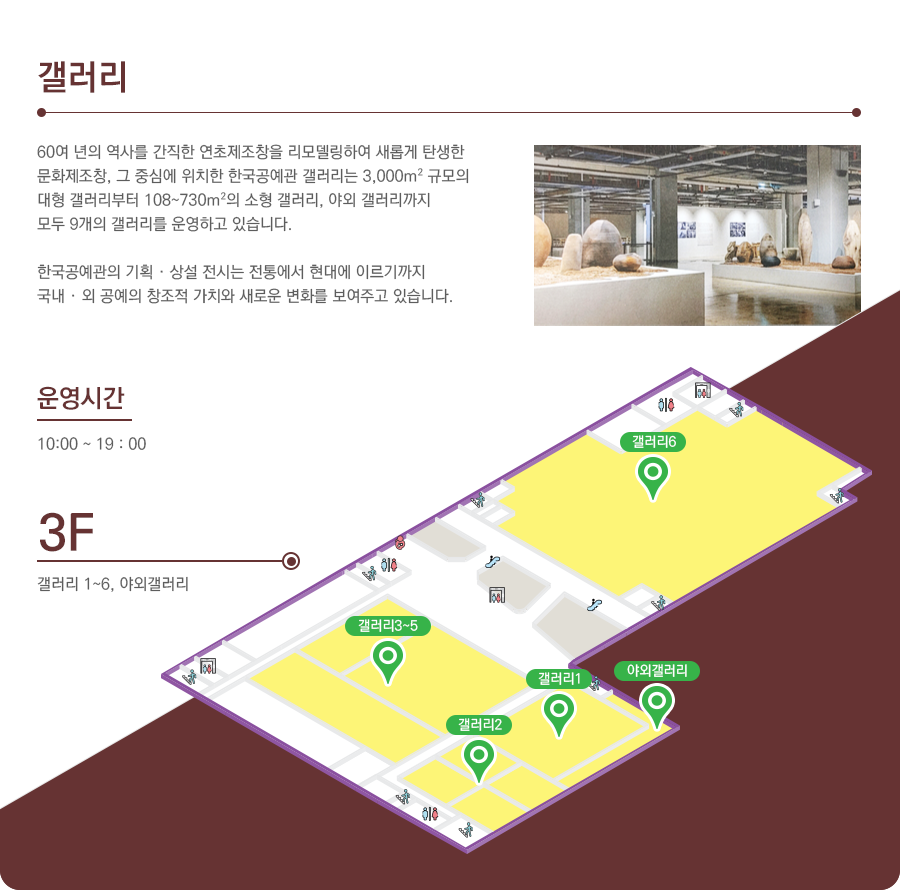 갤러리
60여 년의 역사를 간직한 연초제조창을 리모델링하여 새롭게 탄생한
문화제조창, 그 중심에 위치한 한국공예관 갤러리는 3,000m² 규모의
대형 갤러리부터 108~730m²의 소형 갤러리, 야외 갤러리까지
모두 9개의 갤러리를 운영하고 있습니다.
한국공예관의 기획 · 상설 전시는 전통에서 현대에 이르기까지
국내 · 외 공예의 창조적 가치와 새로운 변화를 보여주고 있습니다.
운영시간
10:00 ~ 19 : 00
3F
갤러리 1~6, 야외갤러리
갤러리6
갤러리3~5
갤러리1
야외갤러리
갤러리2